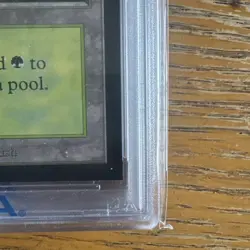 d to
a pool.
A.